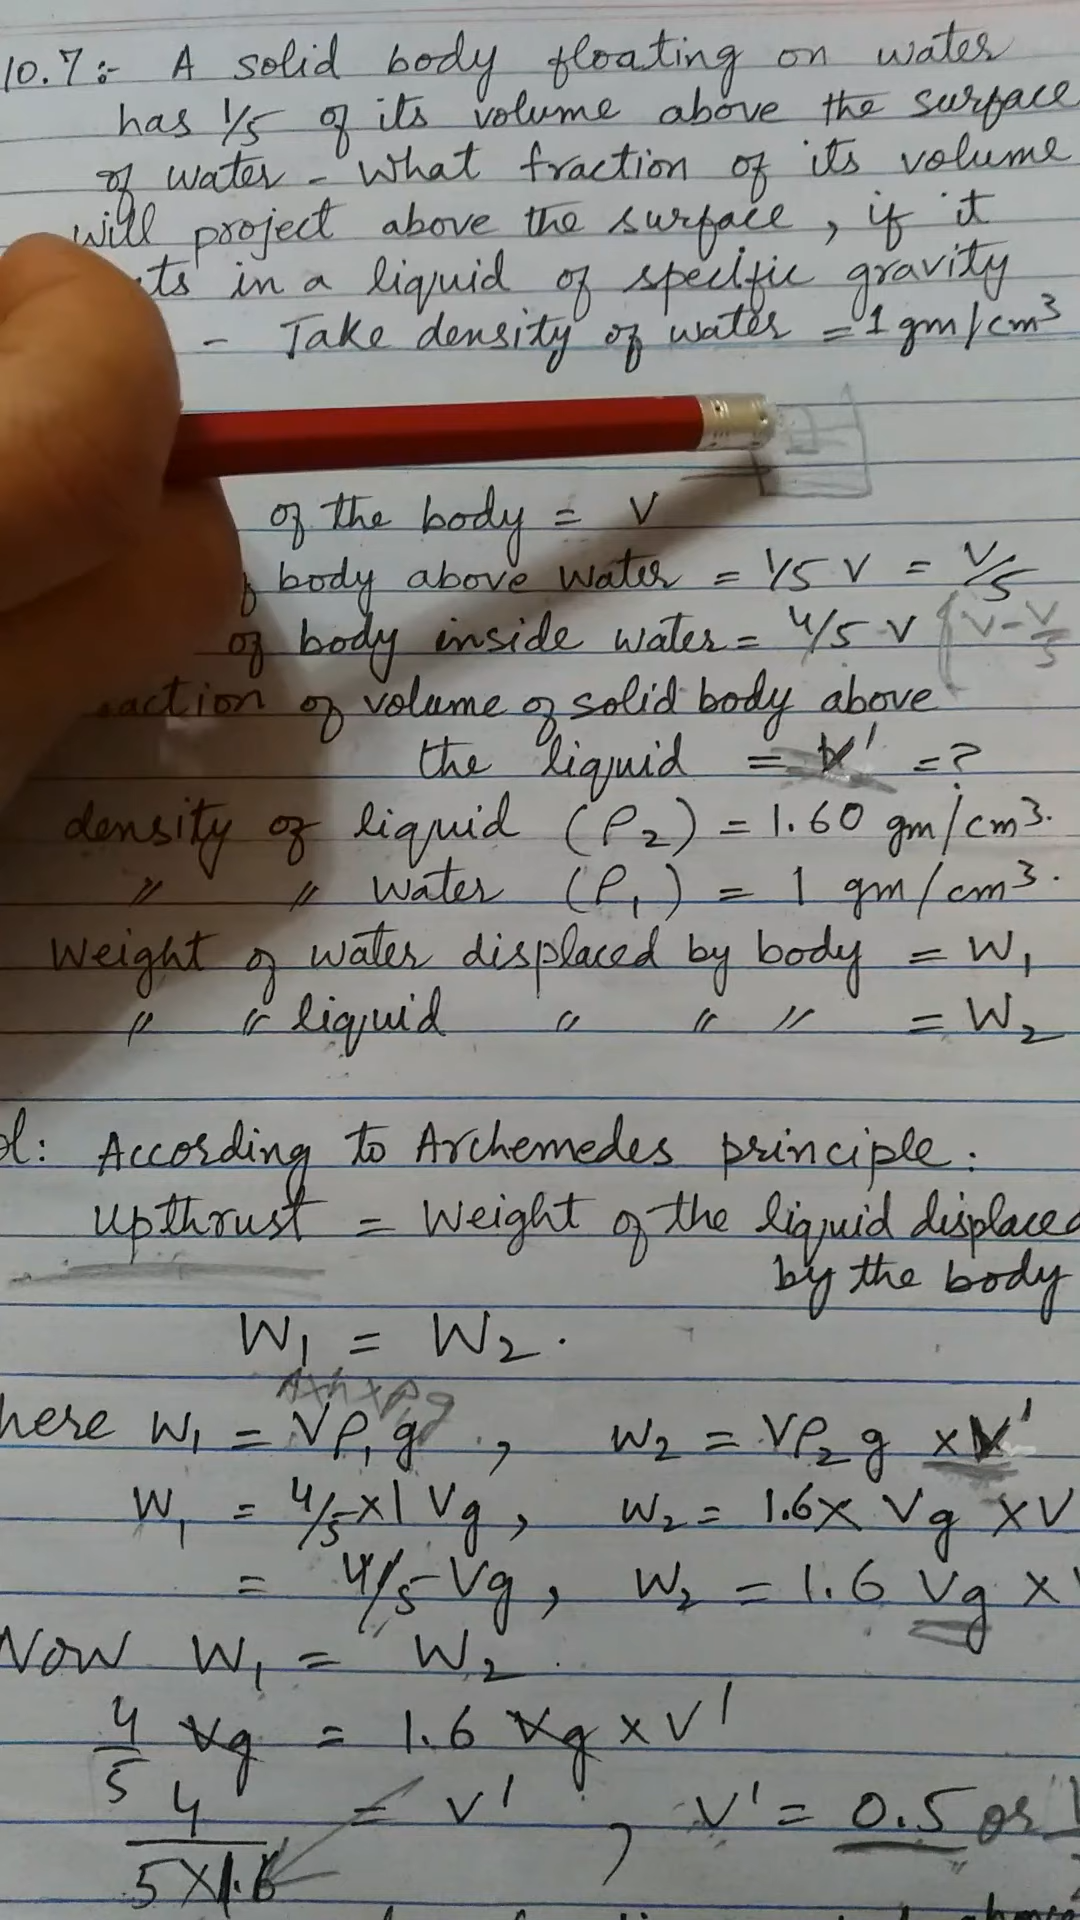 10.7:- A solid body floating on water
has 1/5 of its volume above the surface
of water - What fraction of its volume
will project above the surface, if it
ts in a liquid of specific gravity
- Take density of water = 1 gm/cm³
of the body = V
body above water = 1/5 V = V/5
of body inside water = 4/5 V { V - V/5
action of volume of solid body above
the liquid = V' = ?
density of liquid (ρ₂) = 1.60 gm/cm³.
〃 〃 water (ρ₁) = 1 gm/cm³.
Weight of water displaced by body = W₁
〃 〃 liquid 〃 〃 〃 = W₂
ol: According to Archemedes principle:
Upthrust = Weight of the liquid displaced
by the body
W₁ = W₂.
A×h×ρg
here W₁ = Vρ₁g , W₂ = Vρ₂g × V'
W₁ = 4/5 × 1 Vg , W₂ = 1.6 × Vg × V
= 4/5 Vg , W₂ = 1.6 Vg ×
Now W₁ = W₂.
4/5 Vg = 1.6 Vg × V'
4/5×1.6 = V' , V' = 0.5 or